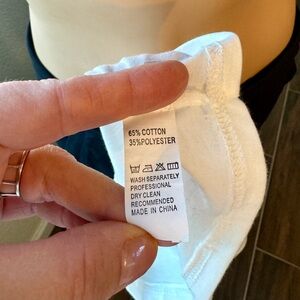 65% COTTON
35%POLYESTER
WASH SEPARATELY
PROFESSIONAL
DRY CLEAN
RECOMMENDED
MADE IN CHINA